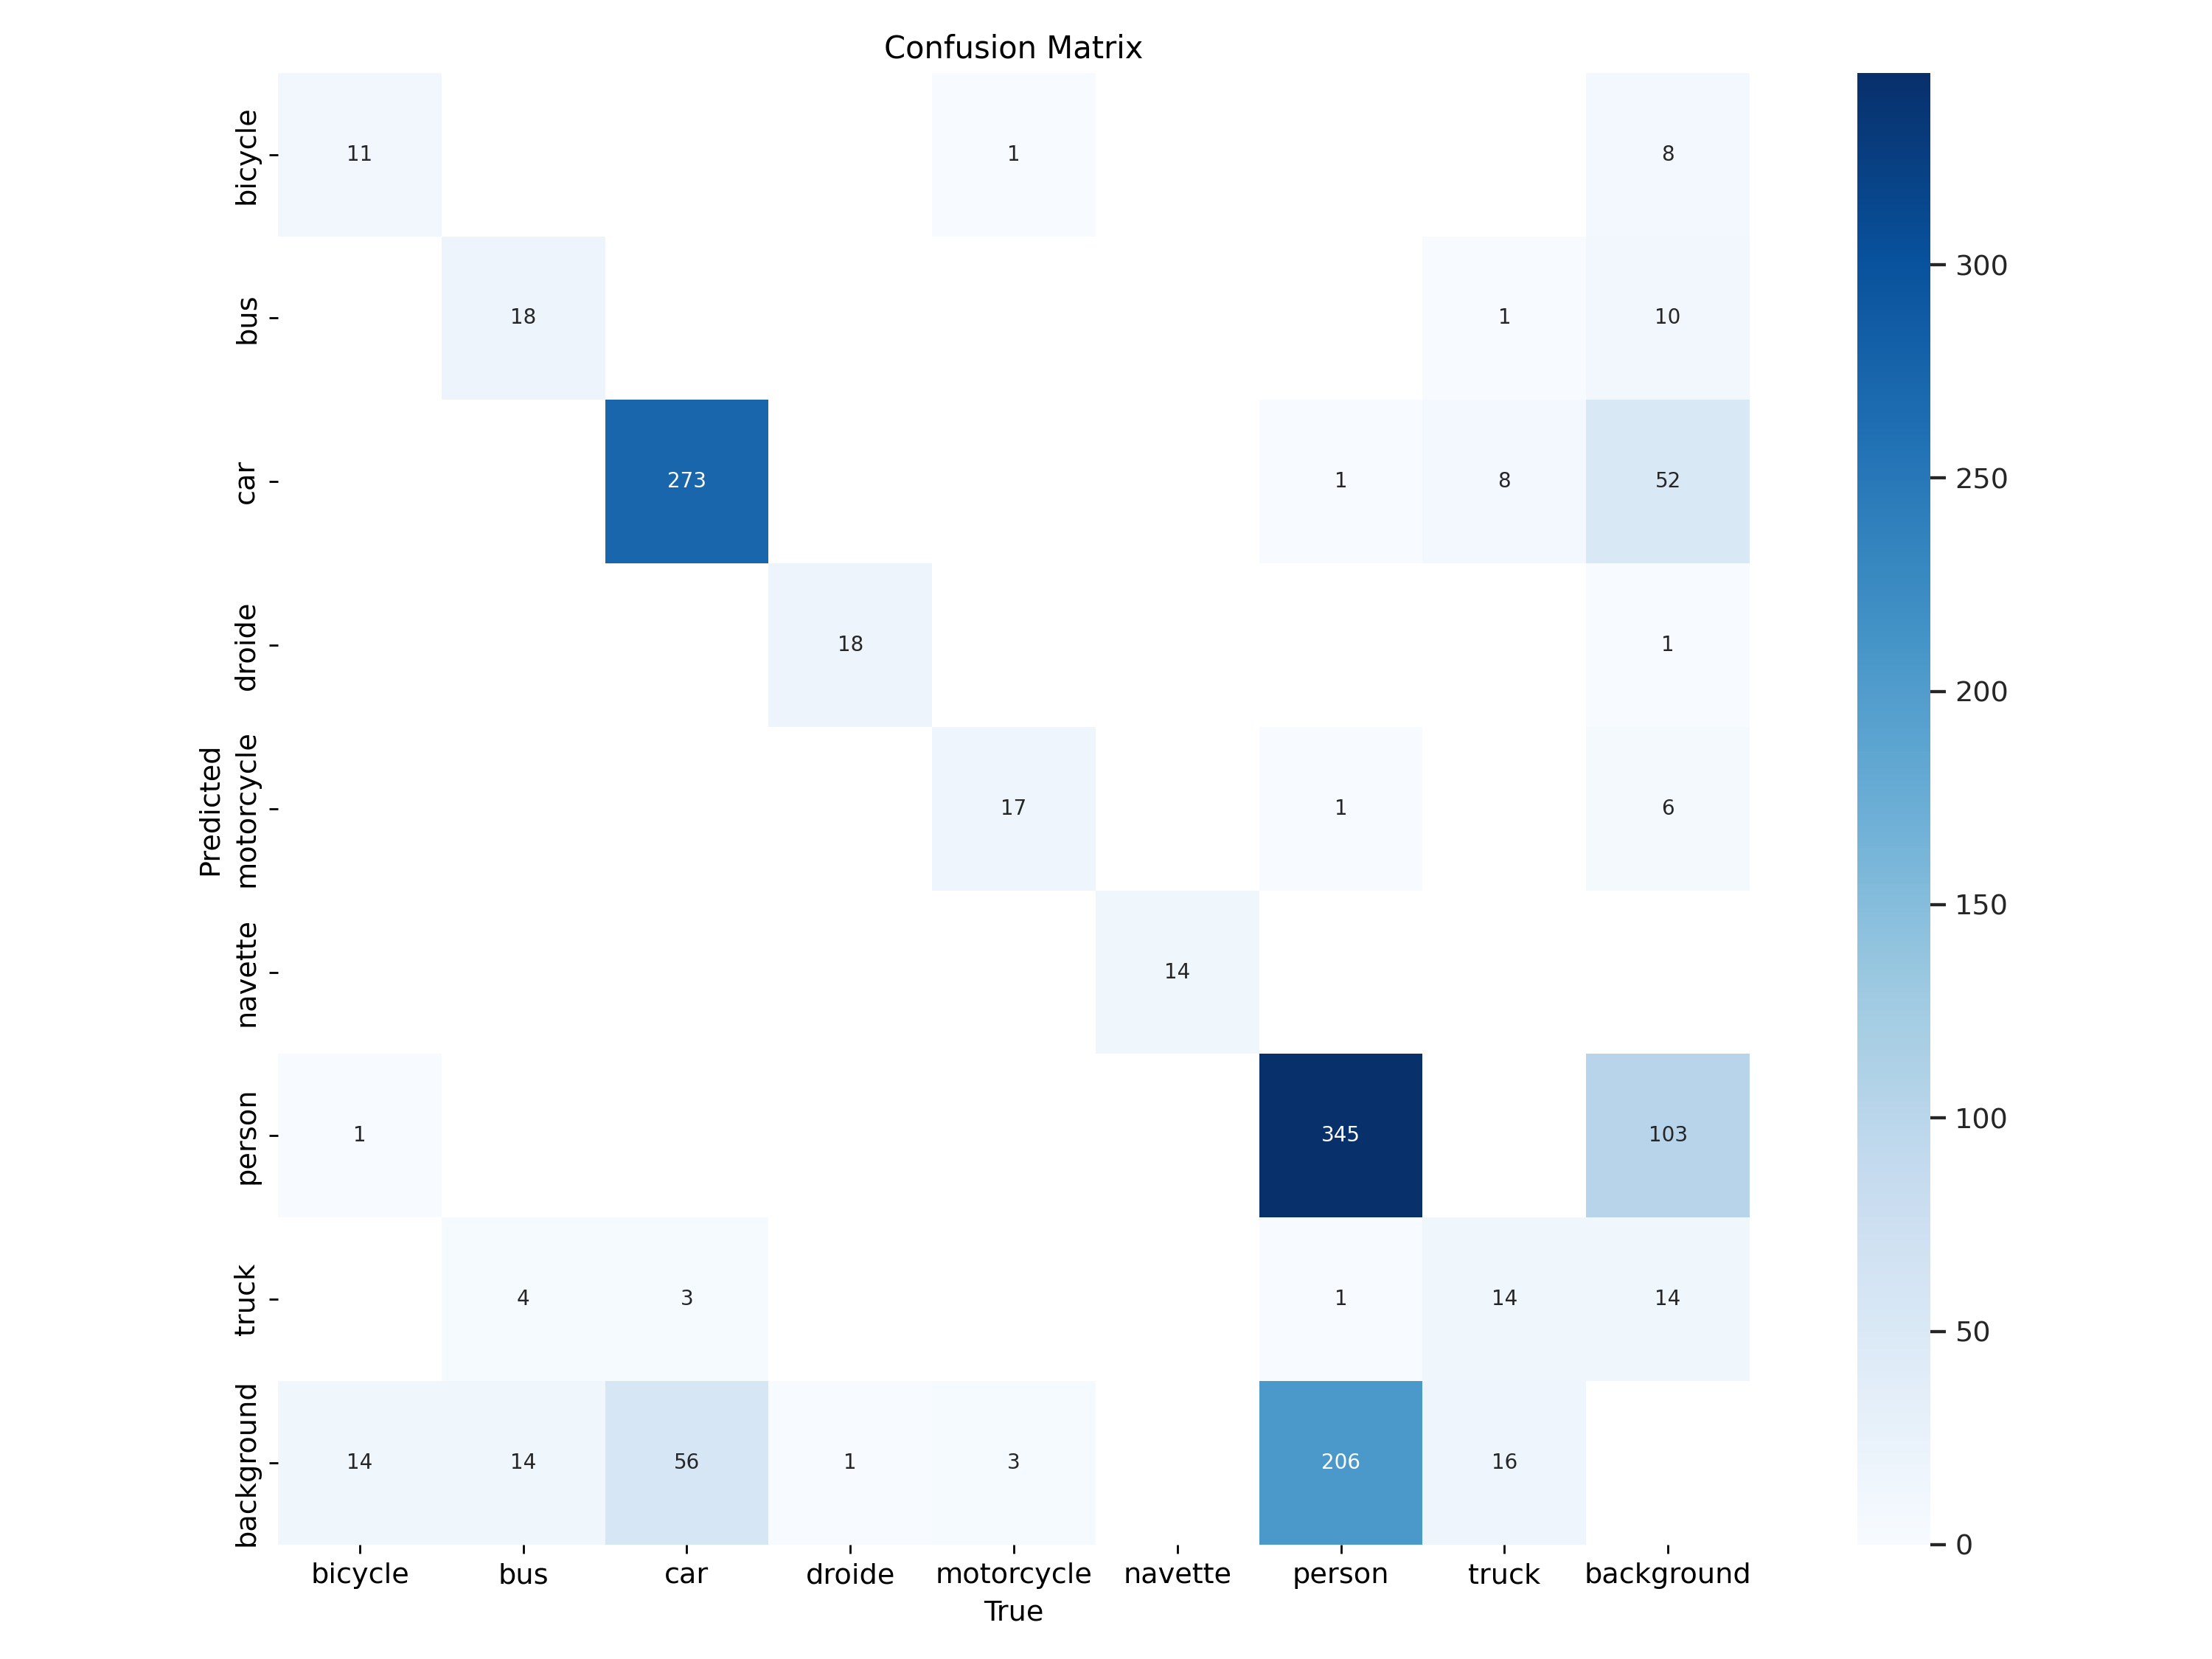 Confusion Matrix
bicycle 11 1 8
bus 18 1 10
car 273 1 8 52
droide 18 1
motorcycle 17 1 6
navette 14
person 1 345 103
truck 4 3 1 14 14
background 14 14 56 1 3 206 16
Predicted
bicycle bus car droide motorcycle navette person truck background
True
300
250
200
150
100
50
0